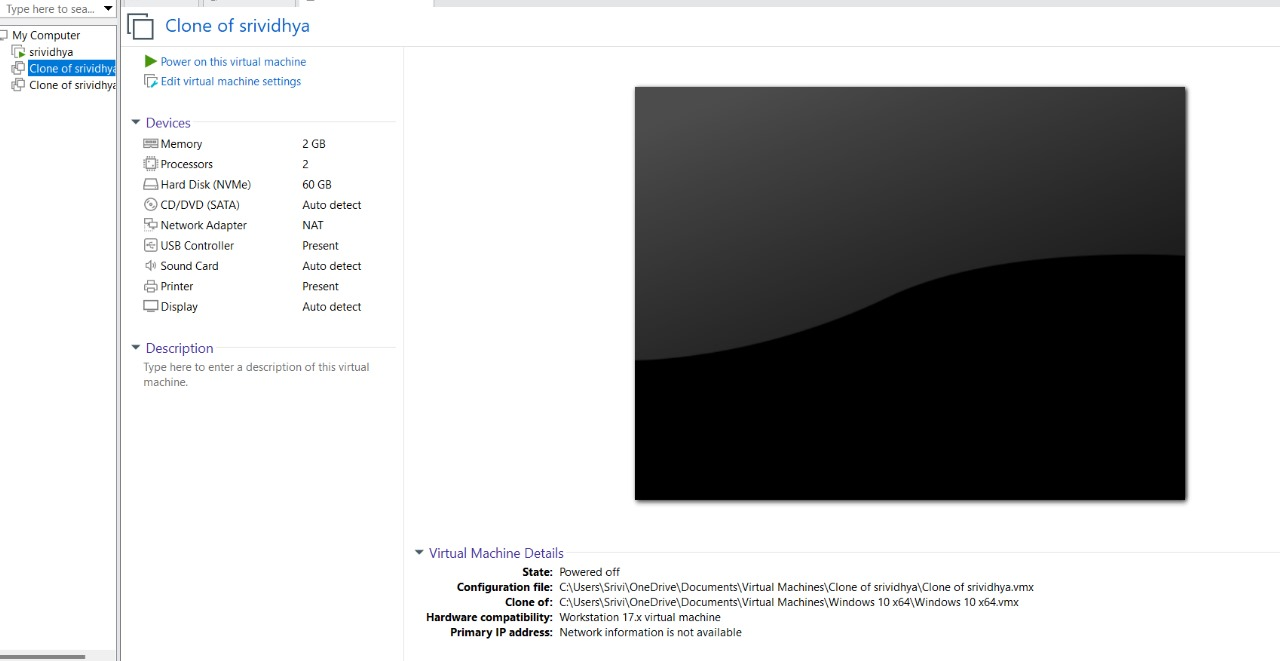 Type here to sea...
My Computer
srividhya
Clone of srividhya
Clone of srividhya
Clone of srividhya
Power on this virtual machine
Edit virtual machine settings
Devices
Memory 2 GB
Processors 2
Hard Disk (NVMe) 60 GB
CD/DVD (SATA) Auto detect
Network Adapter NAT
USB Controller Present
Sound Card Auto detect
Printer Present
Display Auto detect
Description
Type here to enter a description of this virtual
machine.
Virtual Machine Details
State: Powered off
Configuration file: C:\Users\Srivi\OneDrive\Documents\Virtual Machines\Clone of srividhya\Clone of srividhya.vmx
Clone of: C:\Users\Srivi\OneDrive\Documents\Virtual Machines\Windows 10 x64\Windows 10 x64.vmx
Hardware compatibility: Workstation 17.x virtual machine
Primary IP address: Network information is not available